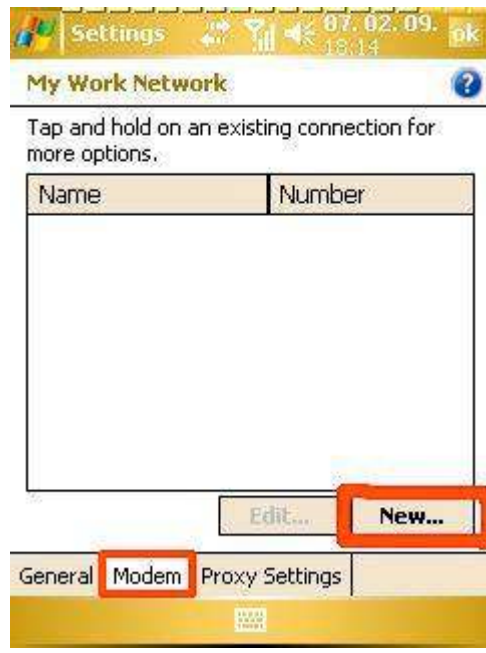 Settings
07. 02. 09.
18.14
ok
My Work Network
?
Tap and hold on an existing connection for
more options.
Name Number
Edit... New...
General Modem Proxy Settings